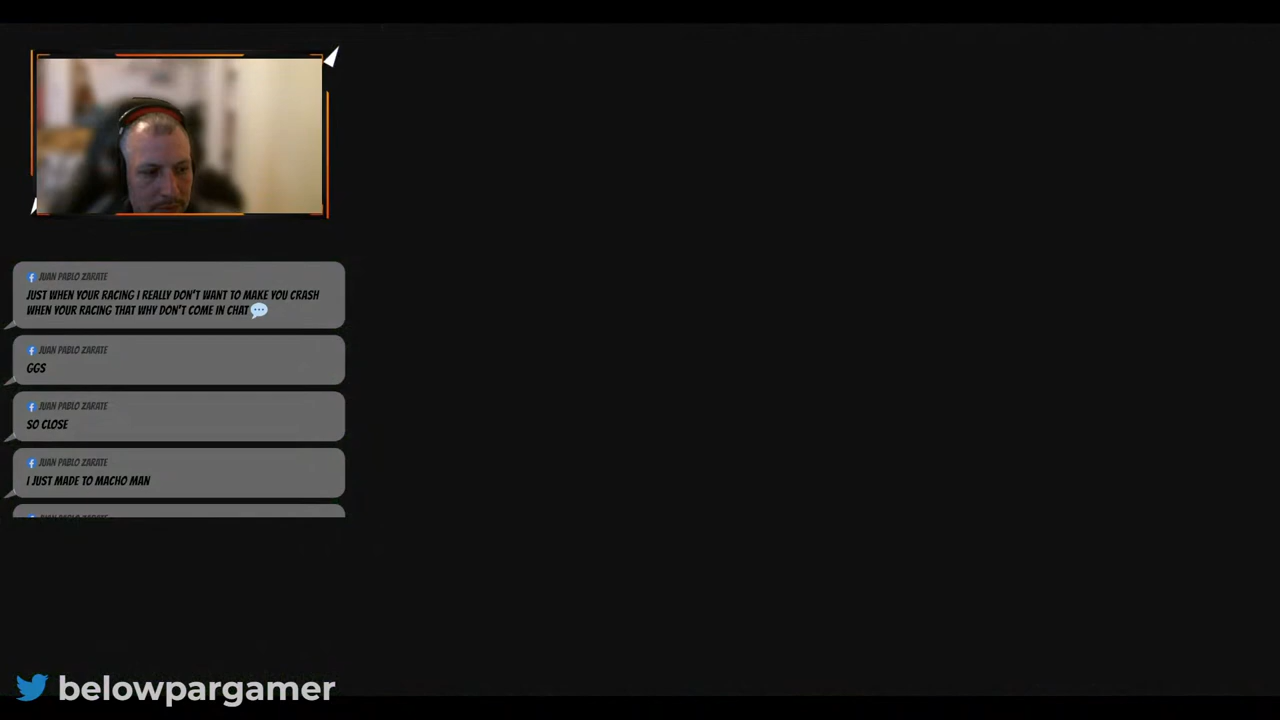 JUAN PABLO ZARATE
JUST WHEN YOUR RACING I REALLY DON'T WANT TO MAKE YOU CRASH
WHEN YOUR RACING THAT WHY DON'T COME IN CHAT
JUAN PABLO ZARATE
GGS
JUAN PABLO ZARATE
SO CLOSE
JUAN PABLO ZARATE
I JUST MADE TO MACHO MAN
belowpargamer